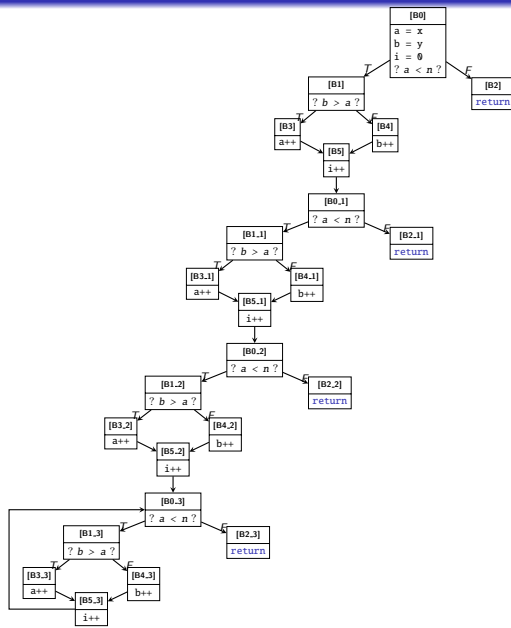 [B0]
a = x
b = y
i = 0
? a < n ?
T
F
[B1]
? b > a ?
[B2]
return
T
F
[B3]
a++
[B4]
b++
[B5]
i++
[B0_1]
? a < n ?
T
F
[B1_1]
? b > a ?
[B2_1]
return
T
F
[B3_1]
a++
[B4_1]
b++
[B5_1]
i++
[B0_2]
? a < n ?
T
F
[B1_2]
? b > a ?
[B2_2]
return
T
F
[B3_2]
a++
[B4_2]
b++
[B5_2]
i++
[B0_3]
? a < n ?
T
F
[B1_3]
? b > a ?
[B2_3]
return
T
F
[B3_3]
a++
[B4_3]
b++
[B5_3]
i++